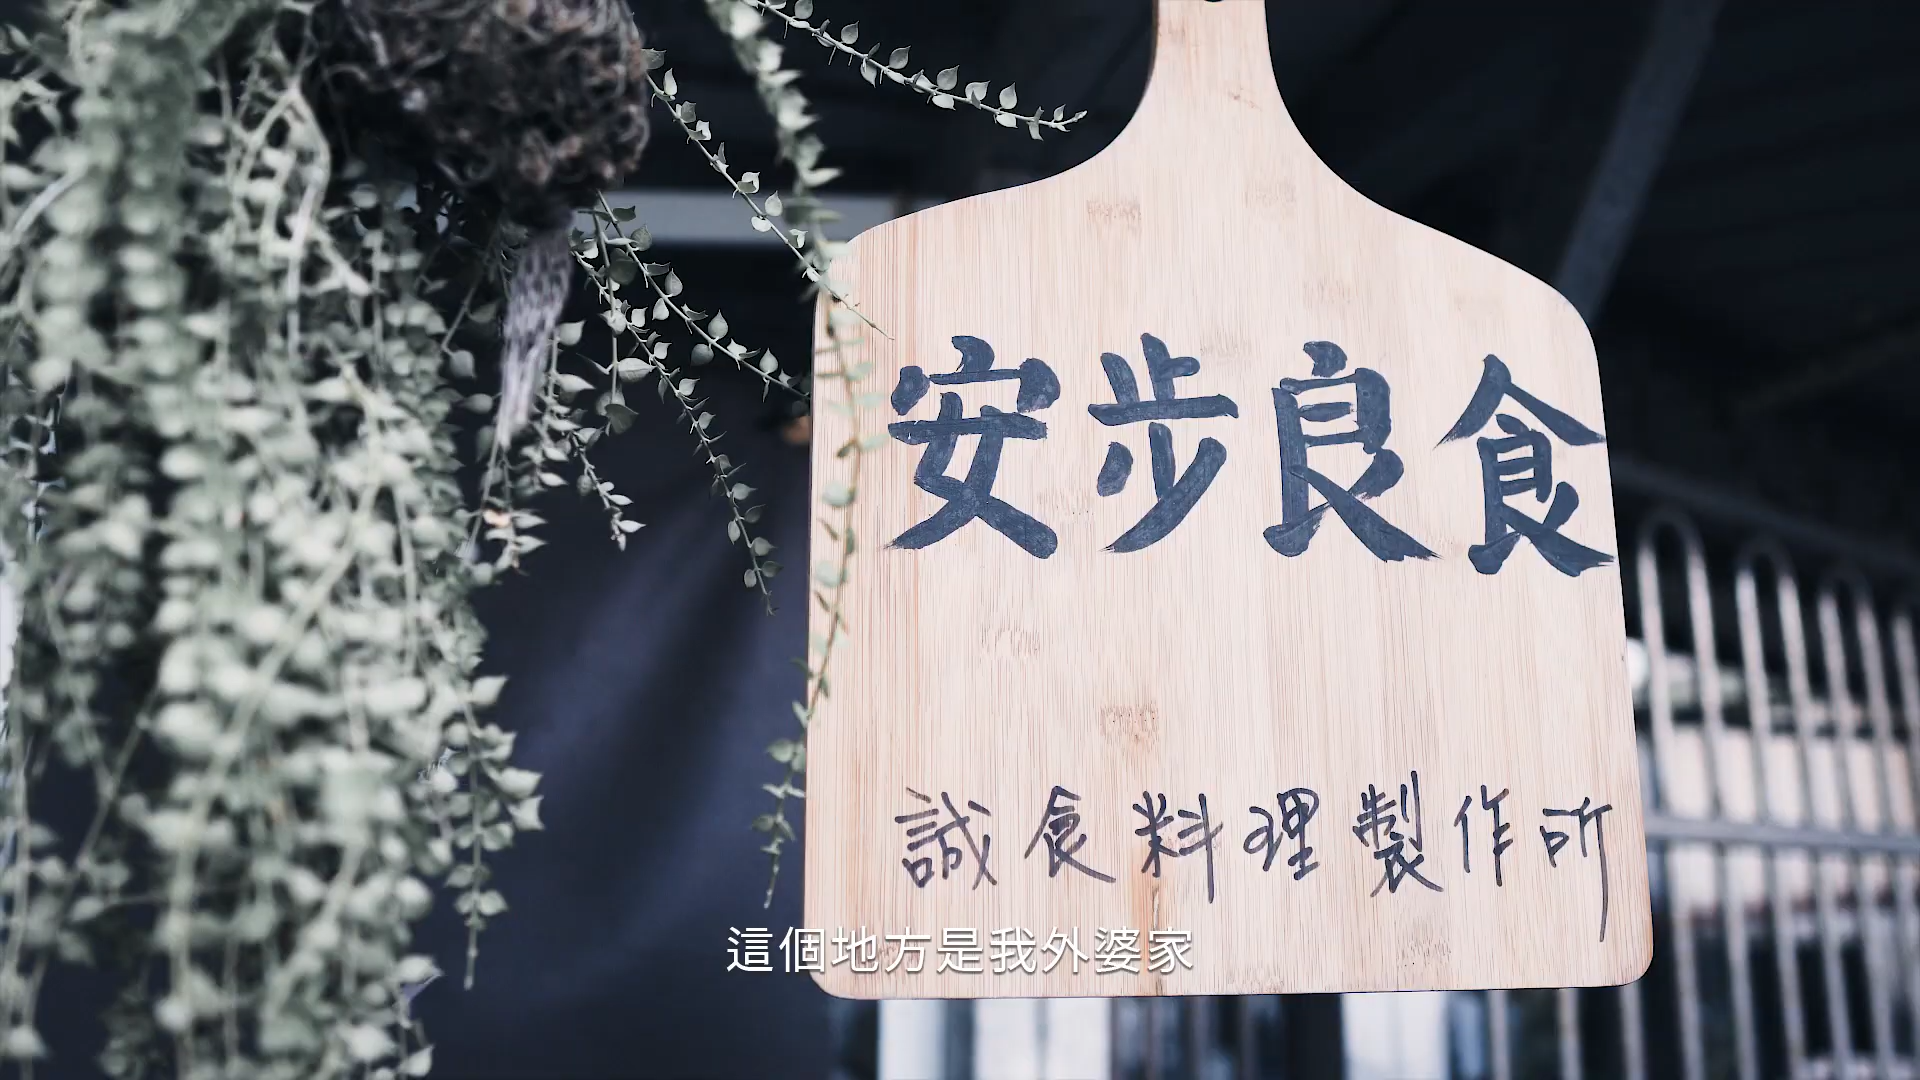 安步良食
誠食料理製作所
這個地方是我外婆家